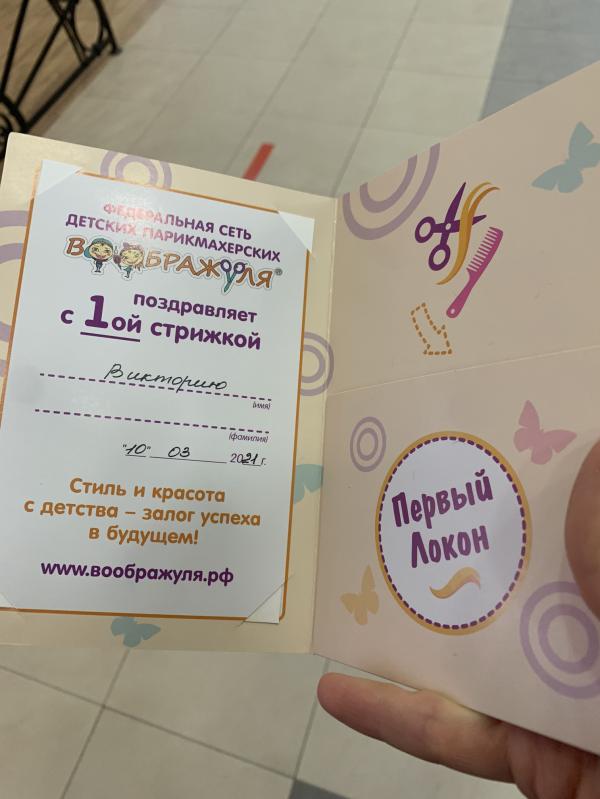 ФЕДЕРАЛЬНАЯ СЕТЬ
ДЕТСКИХ ПАРИКМАХЕРСКИХ
ВООБРАЖУЛЯ®
поздравляет
с 1ой стрижкой
Викторию
(имя)
(фамилия)
"10" 03 2021 г.
Стиль и красота
с детства – залог успеха
в будущем!
www.воображуля.рф
Первый
Локон